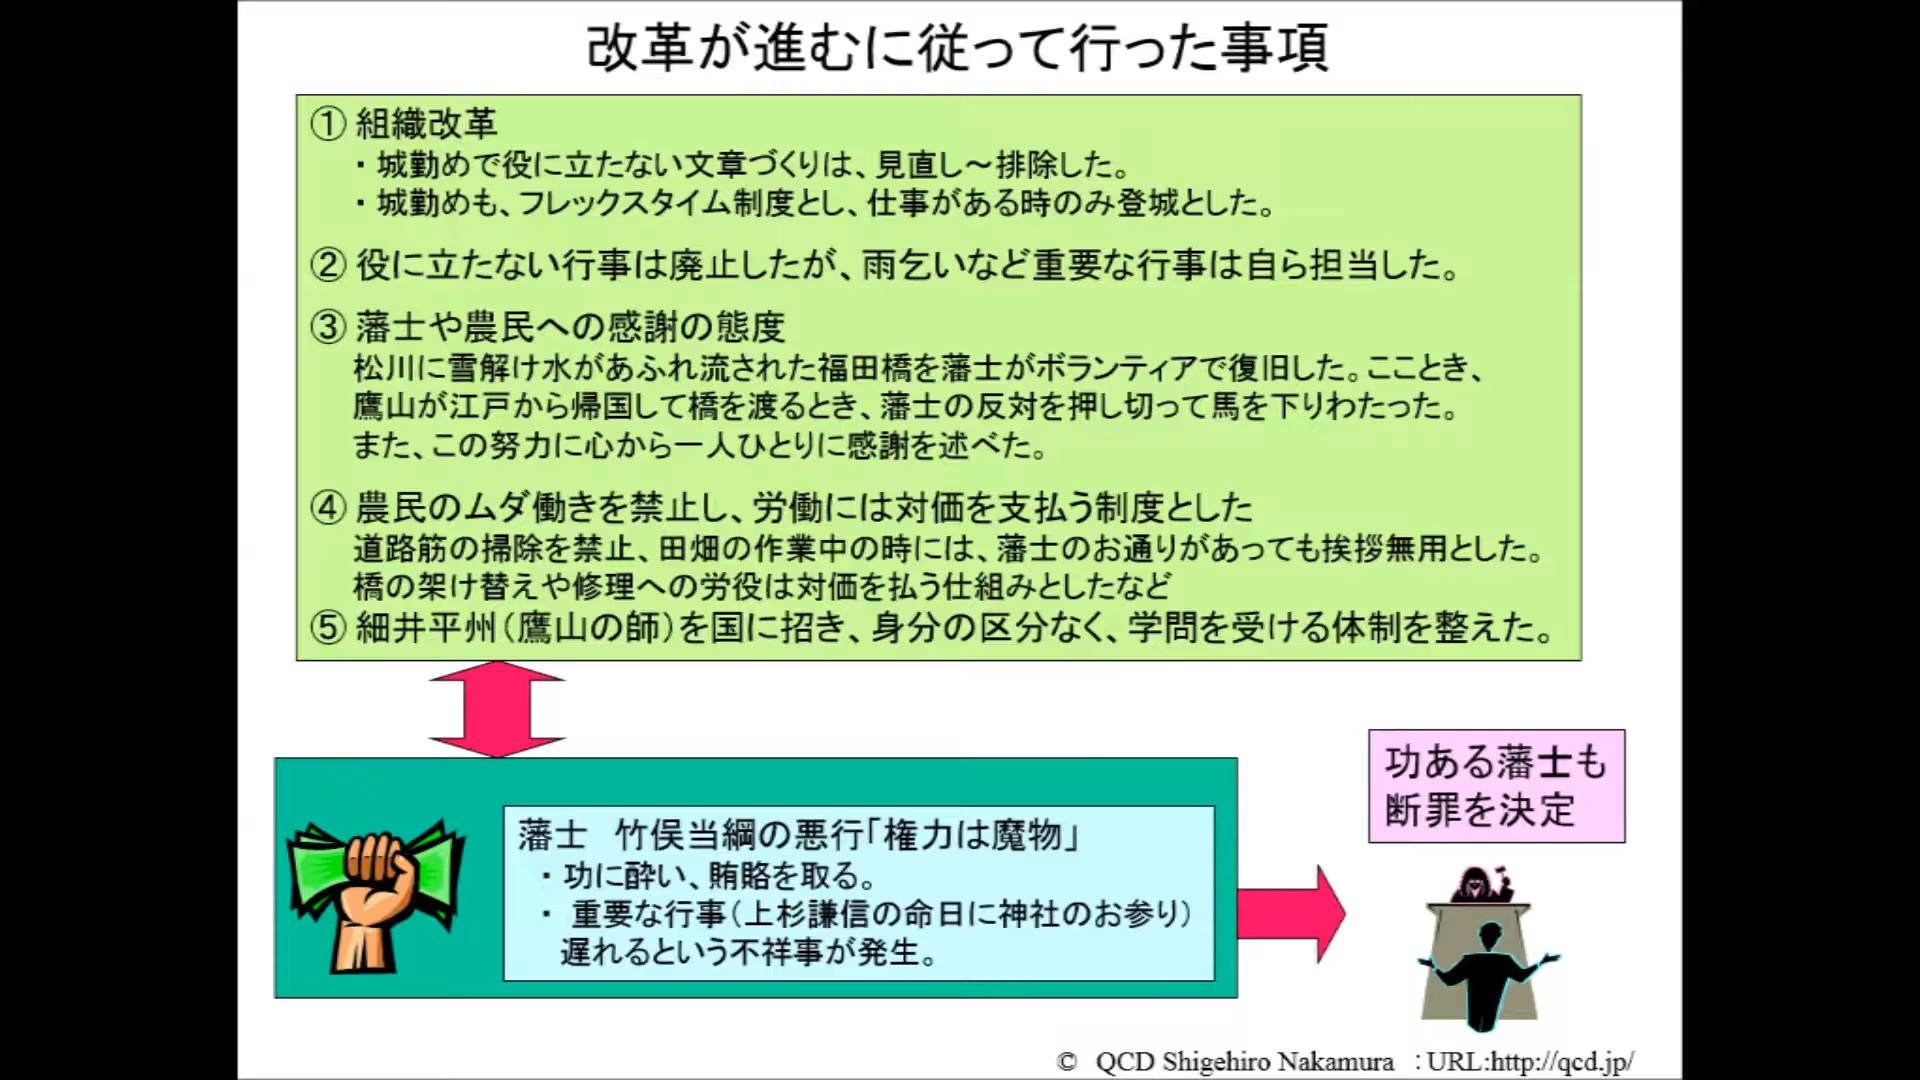 改革が進むに従って行った事項
① 組織改革
・城勤めで役に立たない文章づくりは、見直し～排除した。
・城勤めも、フレックスタイム制度とし、仕事がある時のみ登城とした。
② 役に立たない行事は廃止したが、雨乞いなど重要な行事は自ら担当した。
③ 藩士や農民への感謝の態度
松川に雪解け水があふれ流された福田橋を藩士がボランティアで復旧した。こことき、
鷹山が江戸から帰国して橋を渡るとき、藩士の反対を押し切って馬を下りわたった。
また、この努力に心から一人ひとりに感謝を述べた。
④ 農民のムダ働きを禁止し、労働には対価を支払う制度とした
道路筋の掃除を禁止、田畑の作業中の時には、藩士のお通りがあっても挨拶無用とした。
橋の架け替えや修理への労役は対価を払う仕組みとしたなど
⑤ 細井平州（鷹山の師）を国に招き、身分の区分なく、学問を受ける体制を整えた。
藩士　竹俣当綱の悪行「権力は魔物」
・功に酔い、賄賂を取る。
・ 重要な行事（上杉謙信の命日に神社のお参り）
遅れるという不祥事が発生。
功ある藩士も
断罪を決定
© QCD Shigehiro Nakamura ：URL:http://qcd.jp/